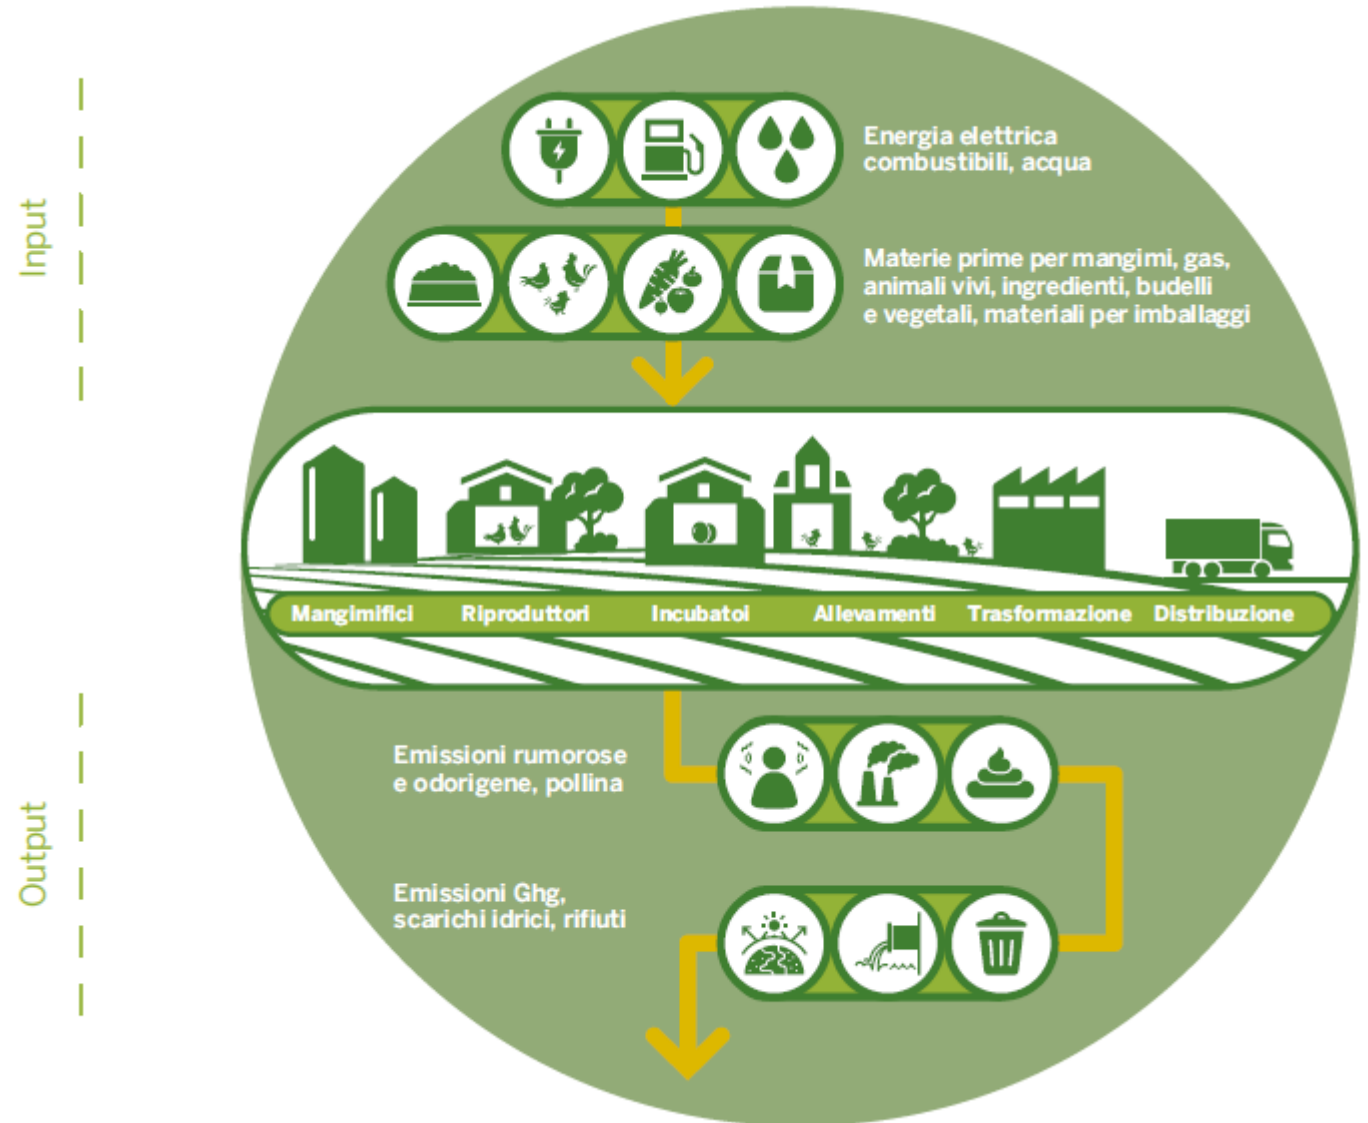 Input
Energia elettrica
combustibili, acqua
Materie prime per mangimi, gas,
animali vivi, ingredienti, budelli
e vegetali, materiali per imballaggi
Mangimifici Riproduttori Incubatoi Allevamenti Trasformazione Distribuzione
Output
Emissioni rumorose
e odorigene, pollina
Emissioni Ghg,
scarichi idrici, rifiuti